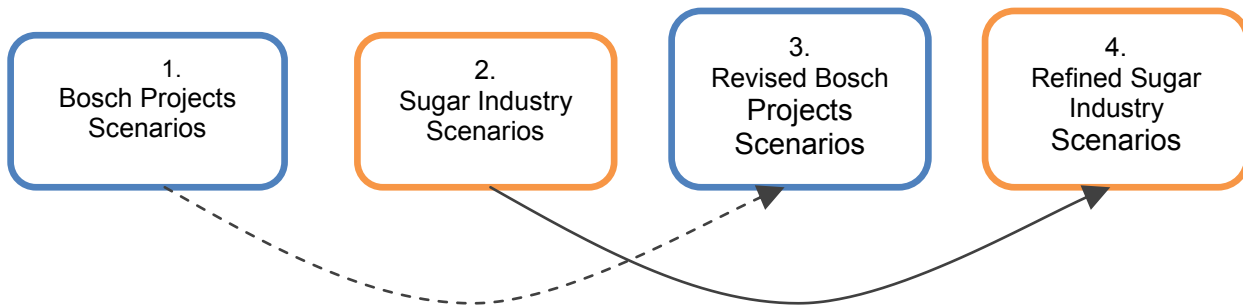 1.
Bosch Projects
Scenarios
2.
Sugar Industry
Scenarios
3.
Revised Bosch
Projects
Scenarios
4.
Refined Sugar
Industry
Scenarios